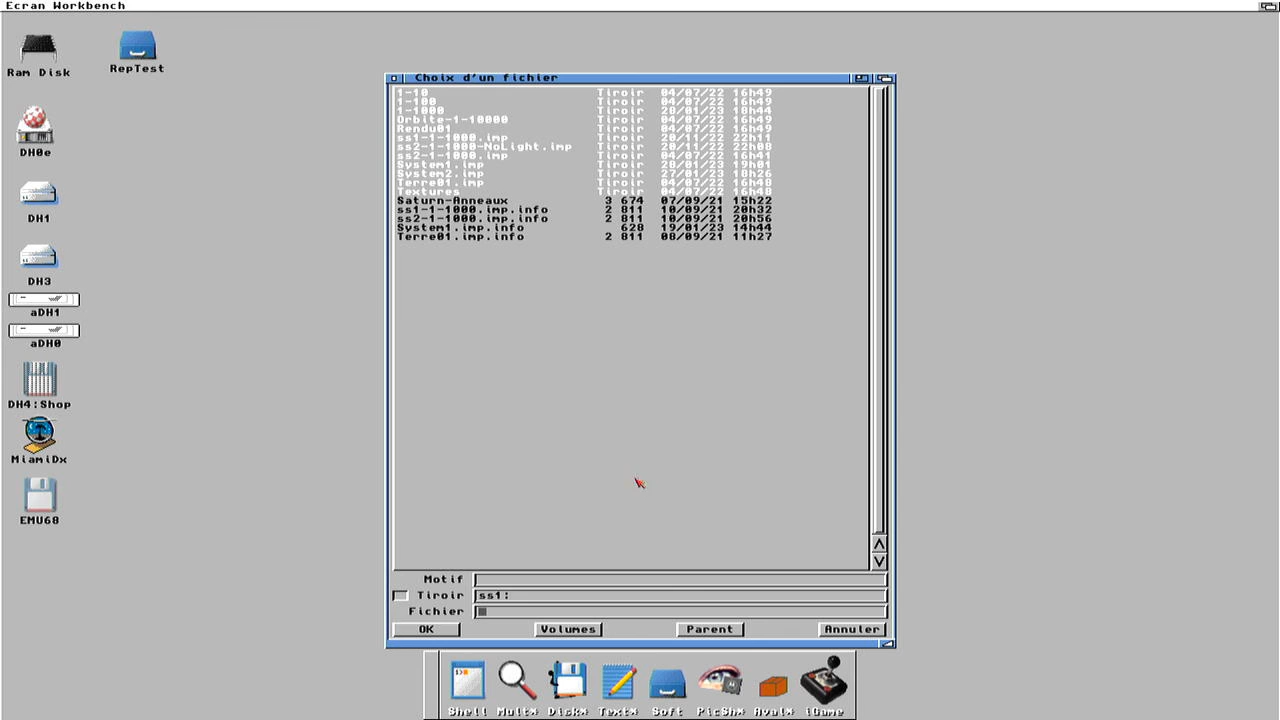 Ecran Workbench
Ram Disk
RepTest
DH0e
DH1
DH3
aDH1
aDH0
DH4:Shop
MiamiDx
EMU68
Choix d'un fichier
1-10 Tiroir 04/07/22 16h49
1-100 Tiroir 04/07/22 16h49
1-1000 Tiroir 28/01/23 18h44
Orbite-1-10000 Tiroir 04/07/22 16h49
Rendu01 Tiroir 04/07/22 16h49
ss1-1-1000.imp Tiroir 20/11/22 22h11
ss2-1-1000-NoLight.imp Tiroir 20/11/22 22h08
ss2-1-1000.imp Tiroir 04/07/22 16h41
System1.imp Tiroir 28/01/23 19h01
System2.imp Tiroir 27/01/23 18h26
Terre01.imp Tiroir 04/07/22 16h48
Textures Tiroir 04/07/22 16h48
Saturn-Anneaux 3 674 07/09/21 15h22
ss1-1-1000.imp.info 2 811 10/09/21 20h32
ss2-1-1000.imp.info 2 811 10/09/21 20h56
System1.imp.info 628 19/01/23 14h44
Terre01.imp.info 2 811 08/09/21 11h27
Motif
Tiroir ss1:
Fichier
OK Volumes Parent Annuler
Shell Mult* Disk* Text* Soft PicSh* Aval* iGame